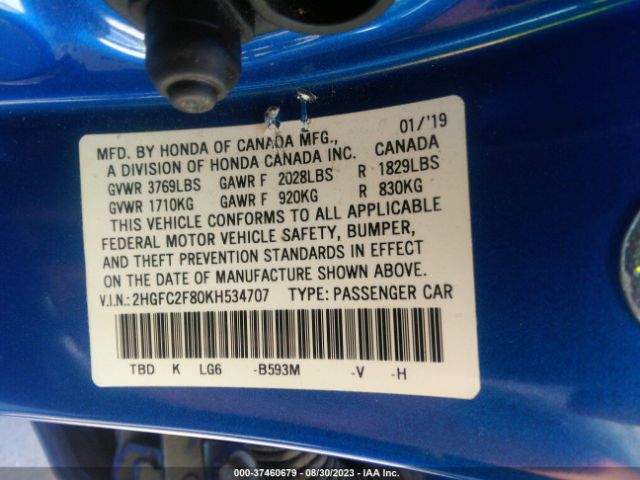 MFD. BY HONDA OF CANADA MFG., 01/'19
A DIVISION OF HONDA CANADA INC. CANADA
GVWR 3769LBS GAWR F 2028LBS R 1829LBS
GVWR 1710KG GAWR F 920KG R 830KG
THIS VEHICLE CONFORMS TO ALL APPLICABLE
FEDERAL MOTOR VEHICLE SAFETY, BUMPER,
AND THEFT PREVENTION STANDARDS IN EFFECT
ON THE DATE OF MANUFACTURE SHOWN ABOVE.
V.I.N.: 2HGFC2F80KH534707 TYPE: PASSENGER CAR
TBD K LG6 -B593M -V -H
000-37460679 - 08/30/2023 - IAA Inc.